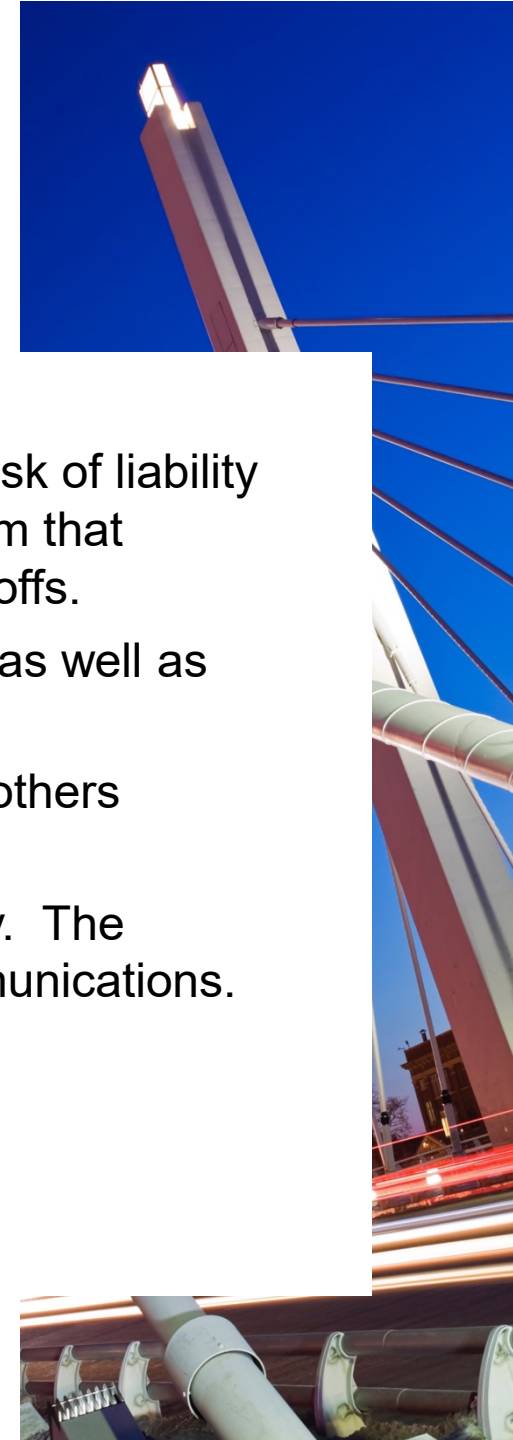 sk of liability
m that
offs.
as well as
others
y. The
munications.